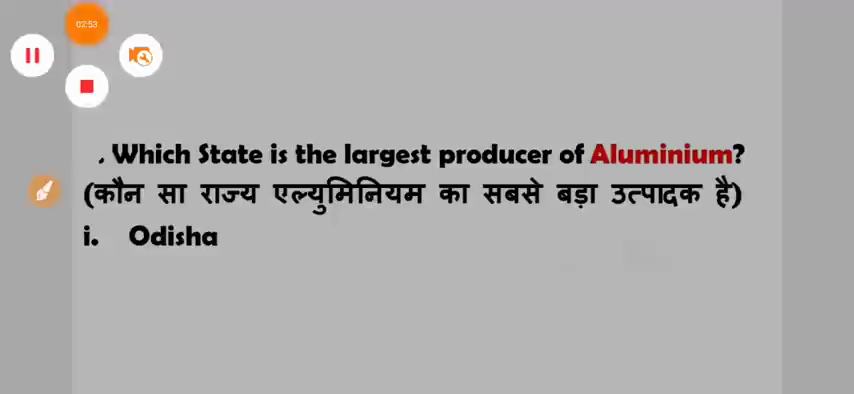 02:53
. Which State is the largest producer of Aluminium?
(कौन सा राज्य एल्युमिनियम का सबसे बड़ा उत्पादक है)
i. Odisha